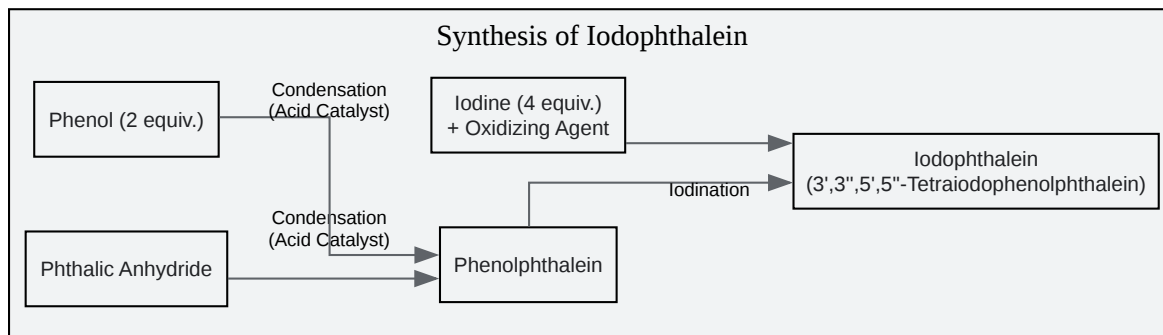 Synthesis of Iodophthalein
Condensation
(Acid Catalyst)
Phenol (2 equiv.)
Iodine (4 equiv.)
+ Oxidizing Agent
Iodophthalein
(3',3'',5',5''-Tetraiodophenolphthalein)
Iodination
Condensation
(Acid Catalyst)
Phthalic Anhydride
Phenolphthalein